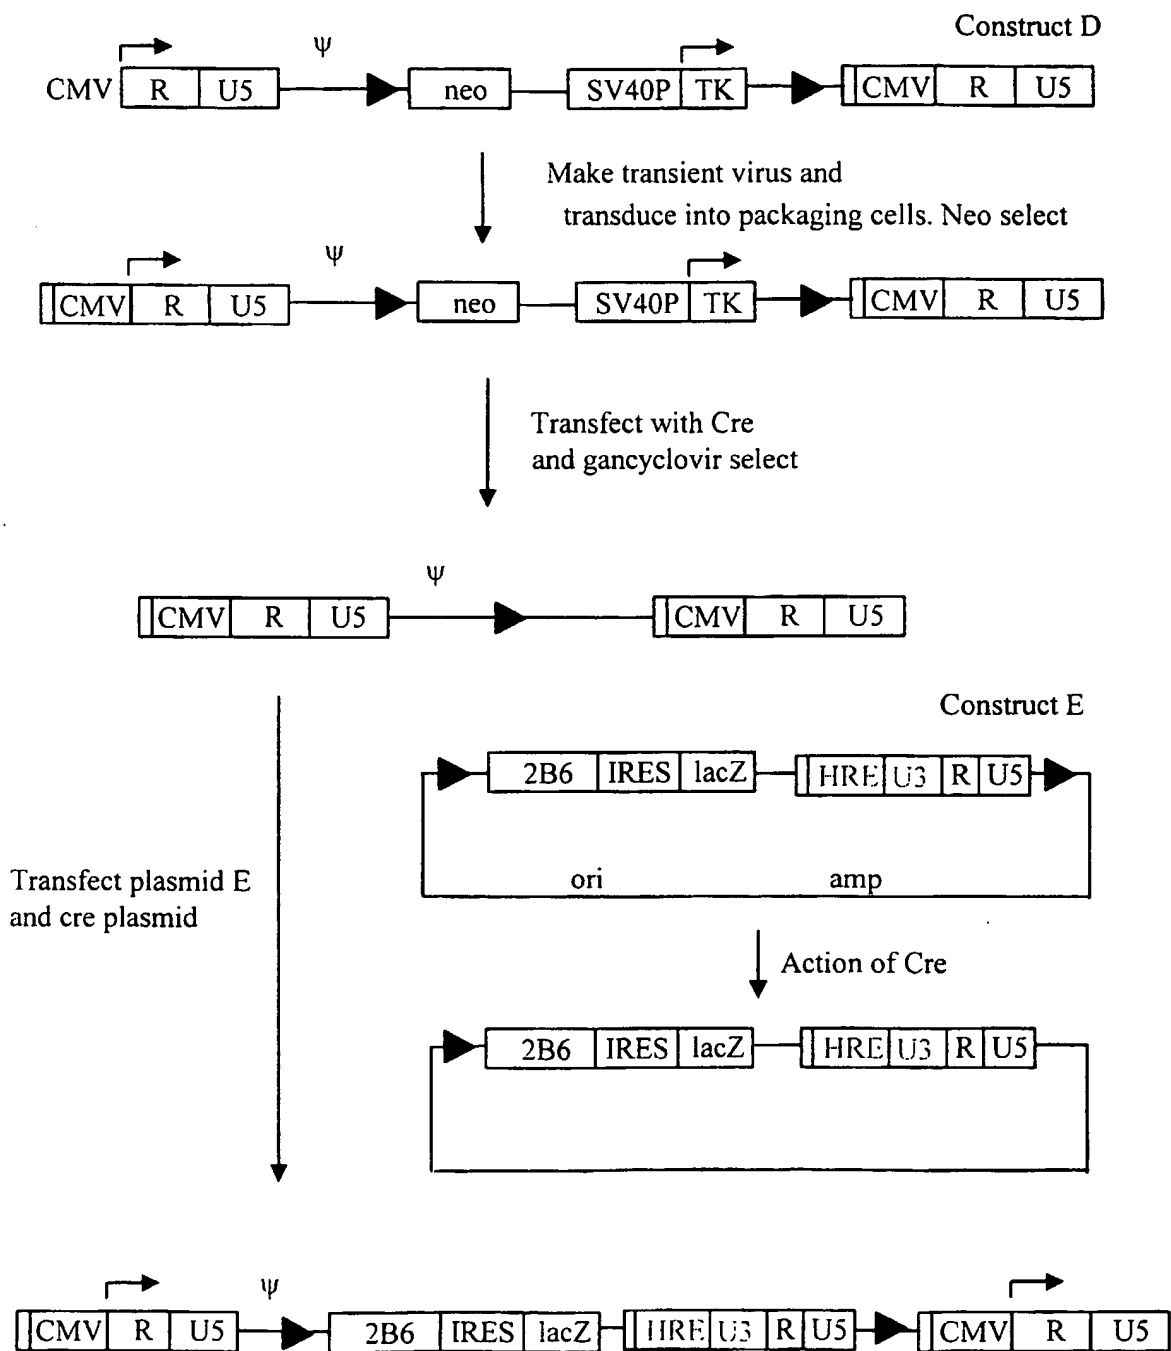 Construct D
ψ
CMV R U5 neo SV40P TK CMV R U5
Make transient virus and
transduce into packaging cells. Neo select
ψ
CMV R U5 neo SV40P TK CMV R U5
Transfect with Cre
and gancyclovir select
ψ
CMV R U5 CMV R U5
Construct E
2B6 IRES lacZ HRE U3 R U5
ori amp
Transfect plasmid E
and cre plasmid
Action of Cre
2B6 IRES lacZ HRE U3 R U5
ψ
CMV R U5 2B6 IRES lacZ HRE U3 R U5 CMV R U5